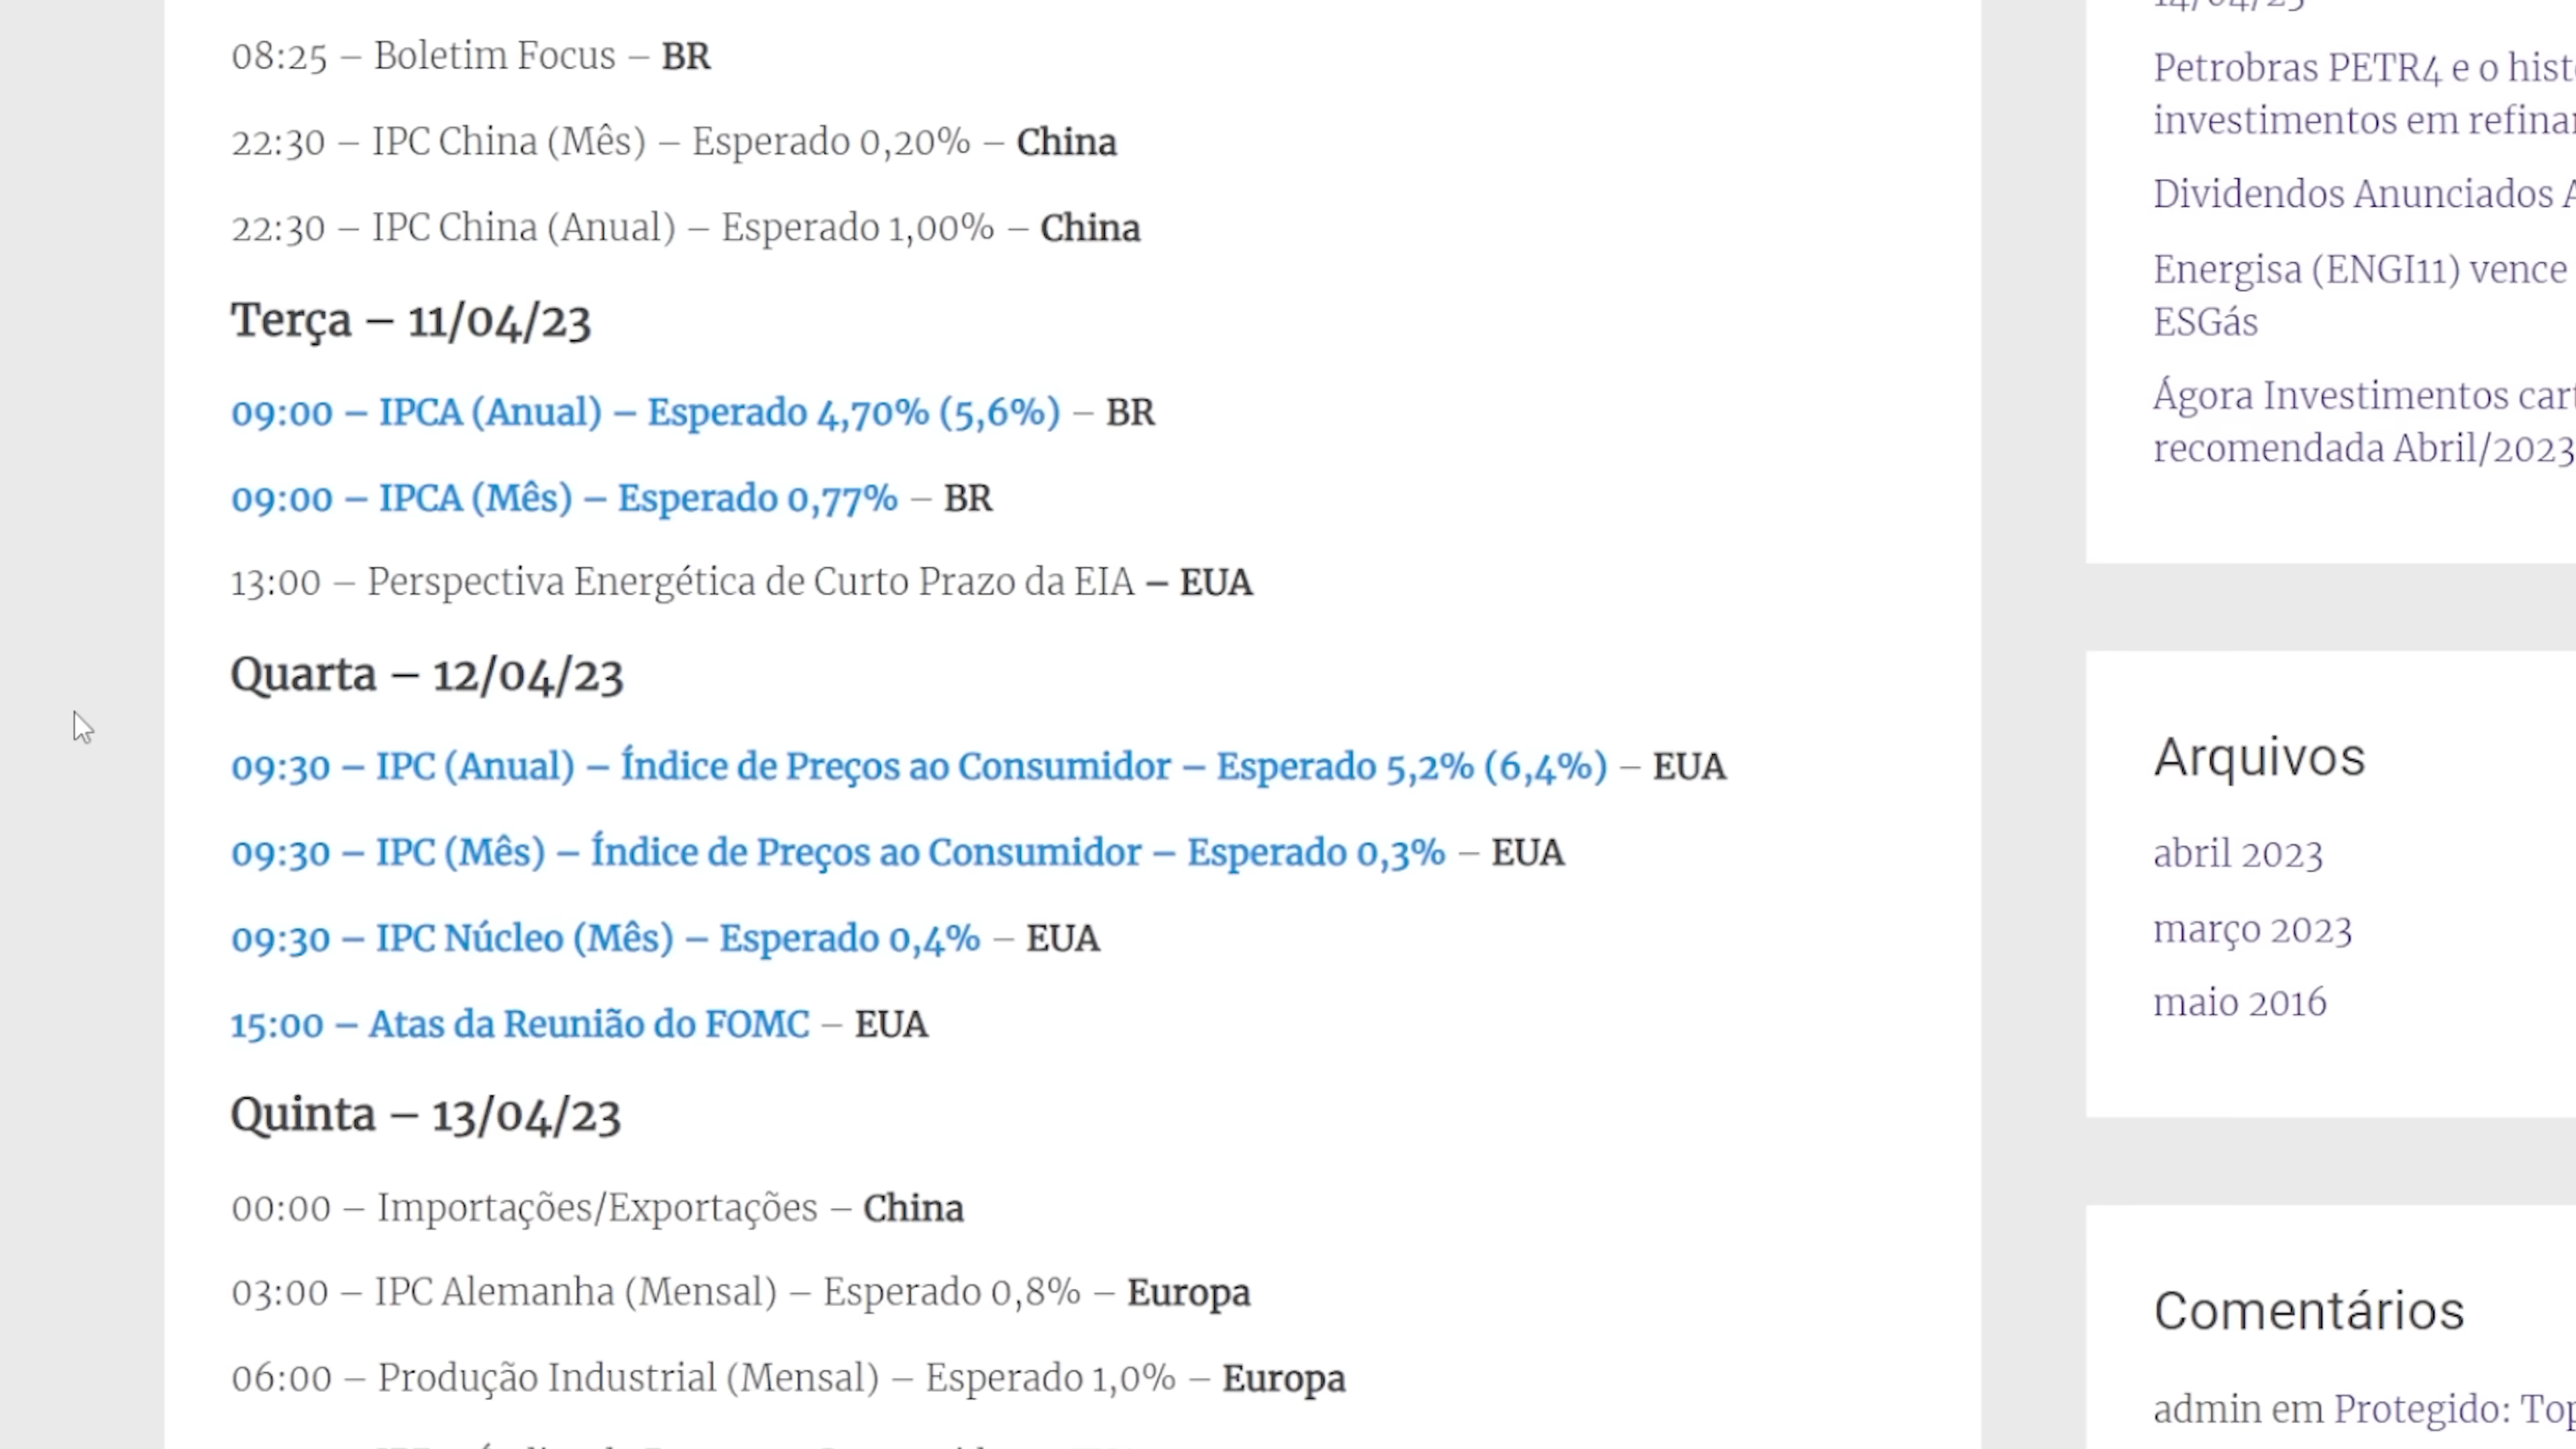 08:25 – Boletim Focus – BR
22:30 – IPC China (Mês) – Esperado 0,20% – China
22:30 – IPC China (Anual) – Esperado 1,00% – China
Terça – 11/04/23
09:00 – IPCA (Anual) – Esperado 4,70% (5,6%) – BR
09:00 – IPCA (Mês) – Esperado 0,77% – BR
13:00 – Perspectiva Energética de Curto Prazo da EIA – EUA
Quarta – 12/04/23
09:30 – IPC (Anual) – Índice de Preços ao Consumidor – Esperado 5,2% (6,4%) – EUA
09:30 – IPC (Mês) – Índice de Preços ao Consumidor – Esperado 0,3% – EUA
09:30 – IPC Núcleo (Mês) – Esperado 0,4% – EUA
15:00 – Atas da Reunião do FOMC – EUA
Quinta – 13/04/23
00:00 – Importações/Exportações – China
03:00 – IPC Alemanha (Mensal) – Esperado 0,8% – Europa
06:00 – Produção Industrial (Mensal) – Esperado 1,0% – Europa
14/04/23
Petrobras PETR4 e o hist
investimentos em refina
Dividendos Anunciados A
Energisa (ENGI11) vence
ESGás
Ágora Investimentos cart
recomendada Abril/2023
Arquivos
abril 2023
março 2023
maio 2016
Comentários
admin em Protegido: Top